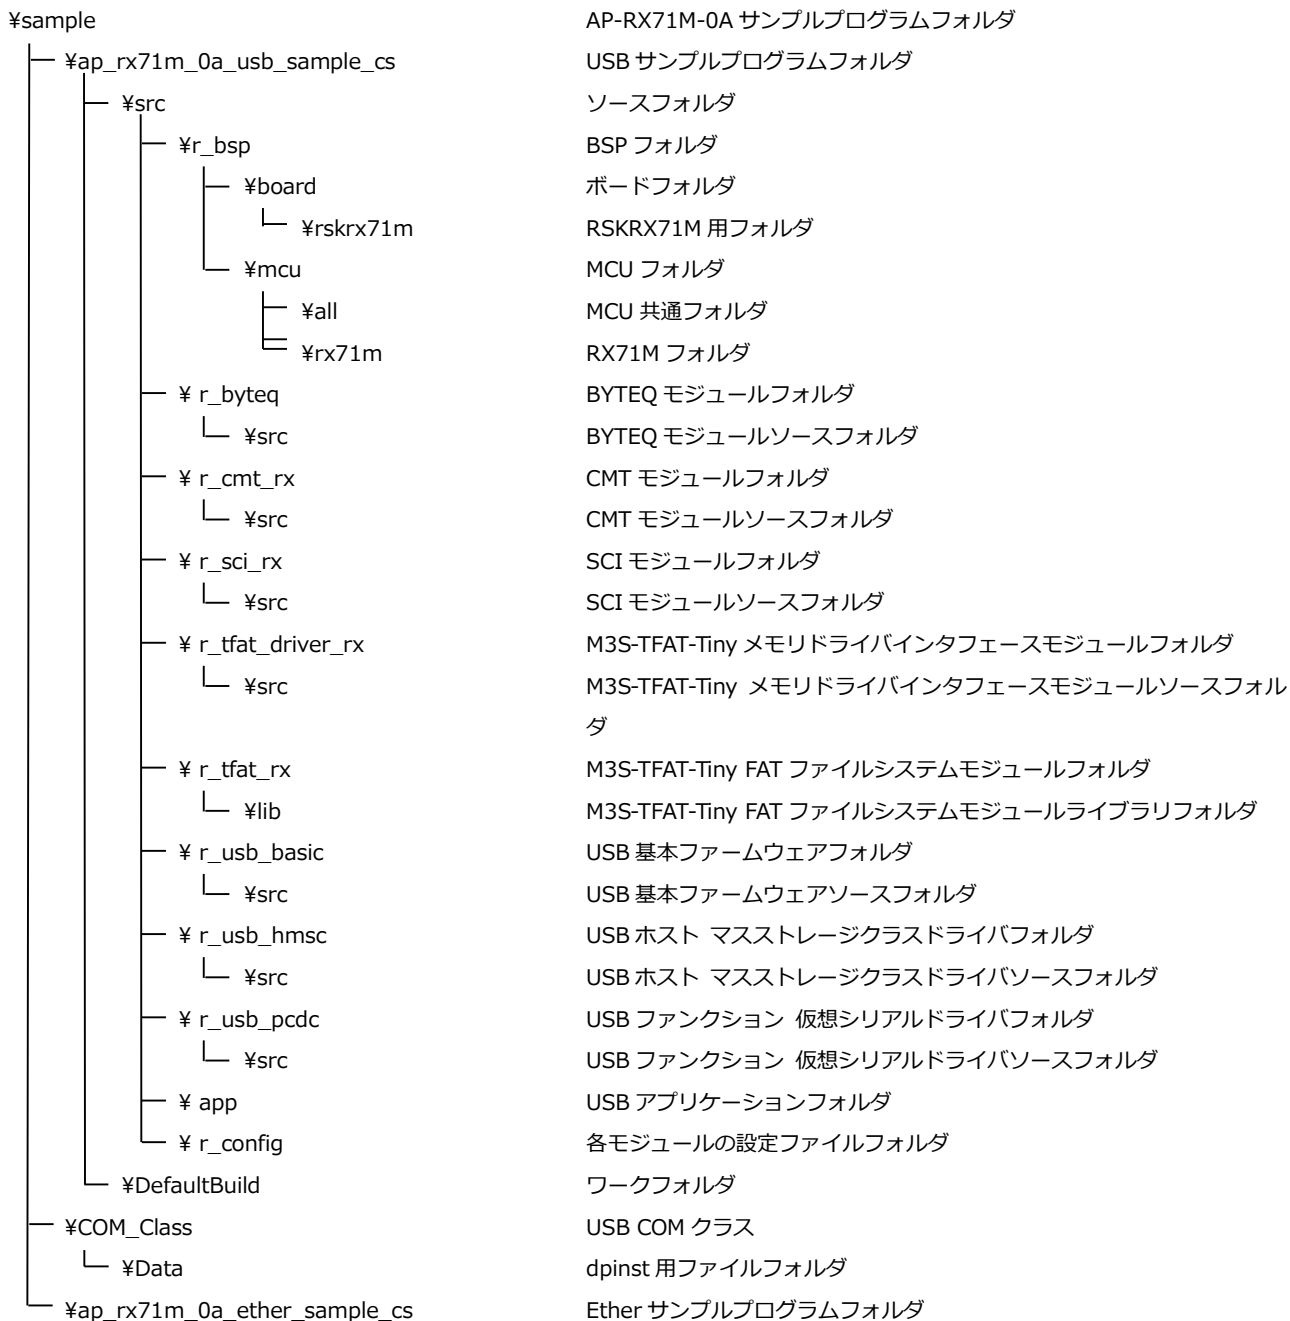 ¥sample AP-RX71M-0A サンプルプログラムフォルダ
¥ap_rx71m_0a_usb_sample_cs USB サンプルプログラムフォルダ
¥src ソースフォルダ
¥r_bsp BSP フォルダ
¥board ボードフォルダ
¥rskrx71m RSKRX71M 用フォルダ
¥mcu MCU フォルダ
¥all MCU 共通フォルダ
¥rx71m RX71M フォルダ
¥ r_byteq BYTEQ モジュールフォルダ
¥src BYTEQ モジュールソースフォルダ
¥ r_cmt_rx CMT モジュールフォルダ
¥src CMT モジュールソースフォルダ
¥ r_sci_rx SCI モジュールフォルダ
¥src SCI モジュールソースフォルダ
¥ r_tfat_driver_rx M3S-TFAT-Tiny メモリドライバインタフェースモジュールフォルダ
¥src M3S-TFAT-Tiny メモリドライバインタフェースモジュールソースフォル
ダ
¥ r_tfat_rx M3S-TFAT-Tiny FAT ファイルシステムモジュールフォルダ
¥lib M3S-TFAT-Tiny FAT ファイルシステムモジュールライブラリフォルダ
¥ r_usb_basic USB 基本ファームウェアフォルダ
¥src USB 基本ファームウェアソースフォルダ
¥ r_usb_hmsc USB ホスト マスストレージクラスドライバフォルダ
¥src USB ホスト マスストレージクラスドライバソースフォルダ
¥ r_usb_pcdc USB ファンクション 仮想シリアルドライバフォルダ
¥src USB ファンクション 仮想シリアルドライバソースフォルダ
¥ app USB アプリケーションフォルダ
¥ r_config 各モジュールの設定ファイルフォルダ
¥DefaultBuild ワークフォルダ
¥COM_Class USB COM クラス
¥Data dpinst 用ファイルフォルダ
¥ap_rx71m_0a_ether_sample_cs Ether サンプルプログラムフォルダ